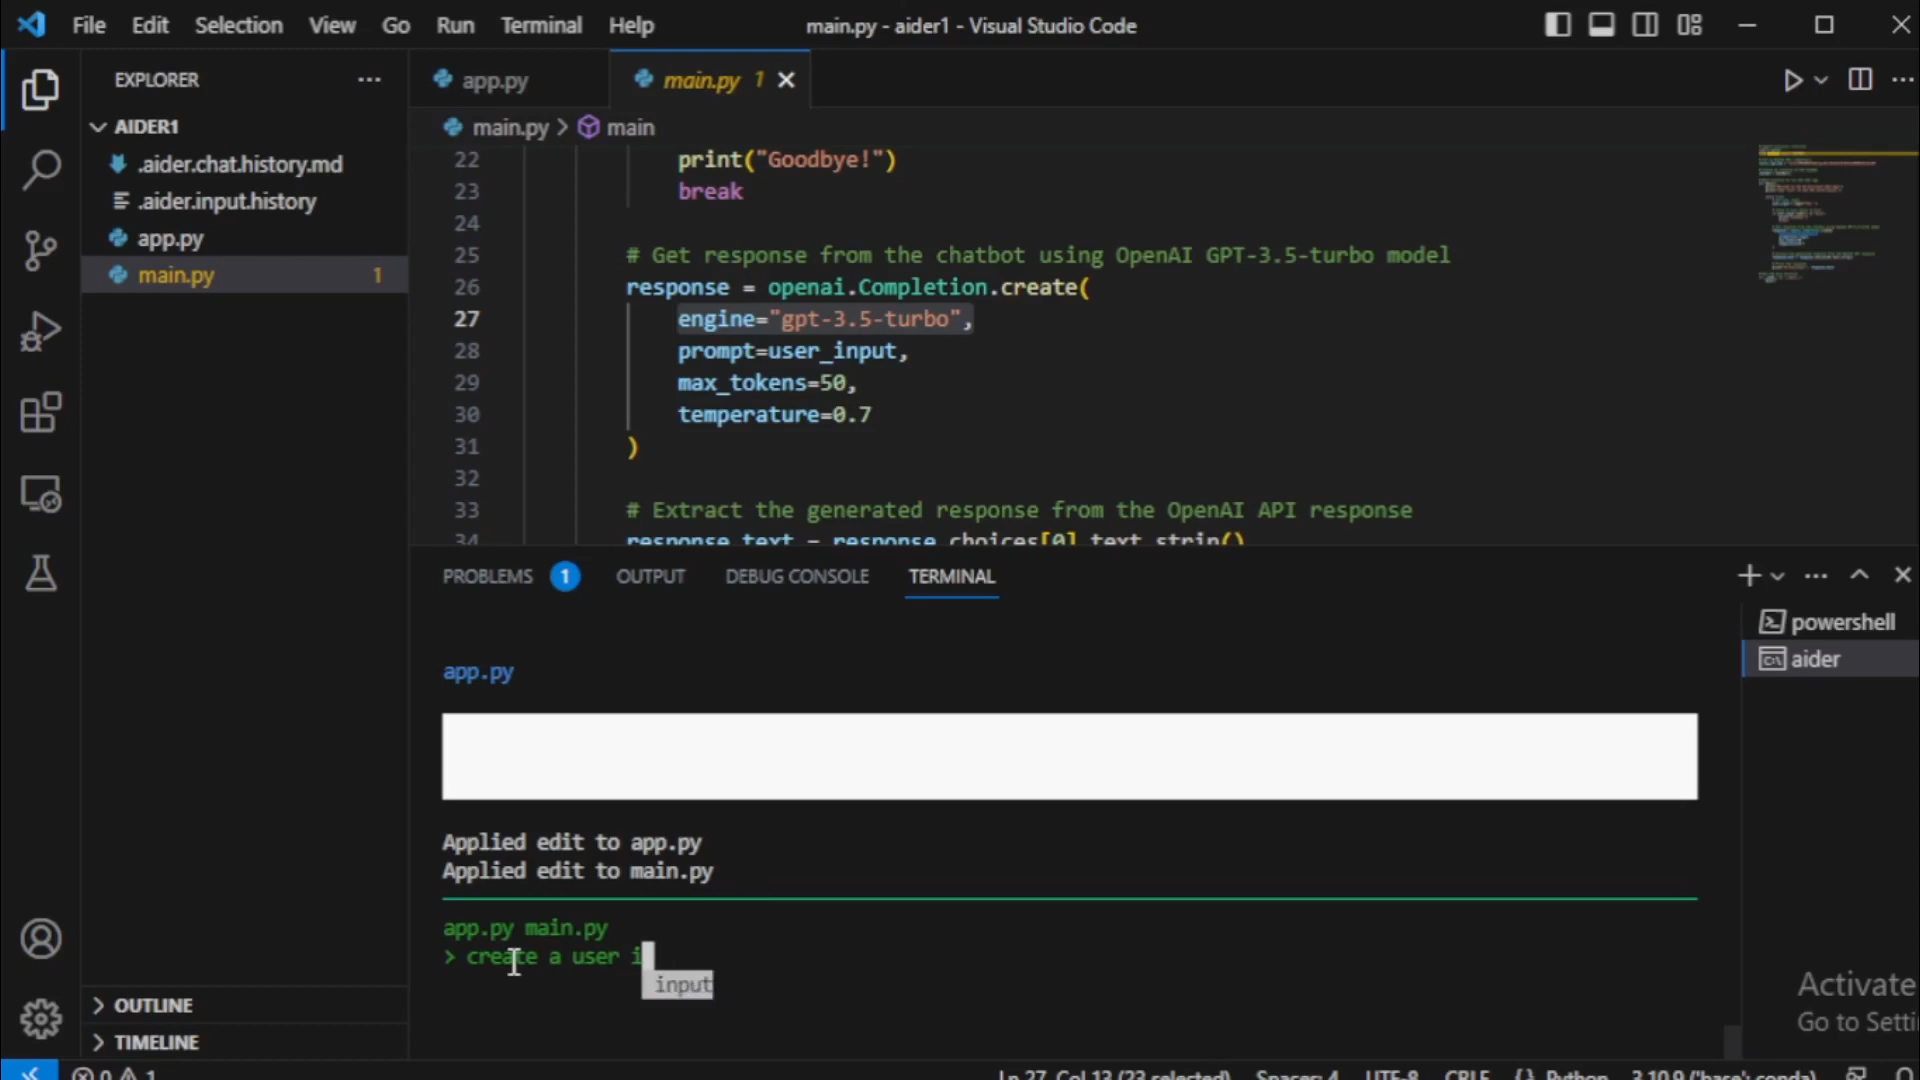 File Edit Selection View Go Run Terminal Help main.py - aider1 - Visual Studio Code
EXPLORER
AIDER1
.aider.chat.history.md
.aider.input.history
app.py
main.py 1
OUTLINE
TIMELINE
app.py main.py 1
main.py > main
22 print("Goodbye!")
23 break
24
25 # Get response from the chatbot using OpenAI GPT-3.5-turbo model
26 response = openai.Completion.create(
27 engine="gpt-3.5-turbo",
28 prompt=user_input,
29 max_tokens=50,
30 temperature=0.7
31 )
32
33 # Extract the generated response from the OpenAI API response
34 response_text = response.choices[0].text.strip()
PROBLEMS 1 OUTPUT DEBUG CONSOLE TERMINAL
powershell
aider
app.py
Applied edit to app.py
Applied edit to main.py
app.py main.py
> create a user i
input
Activate
Go to Setti
0 1 Ln 27, Col 13 (23 selected) Spaces: 4 UTF-8 CRLF Python 3.10.9 ('base': conda)